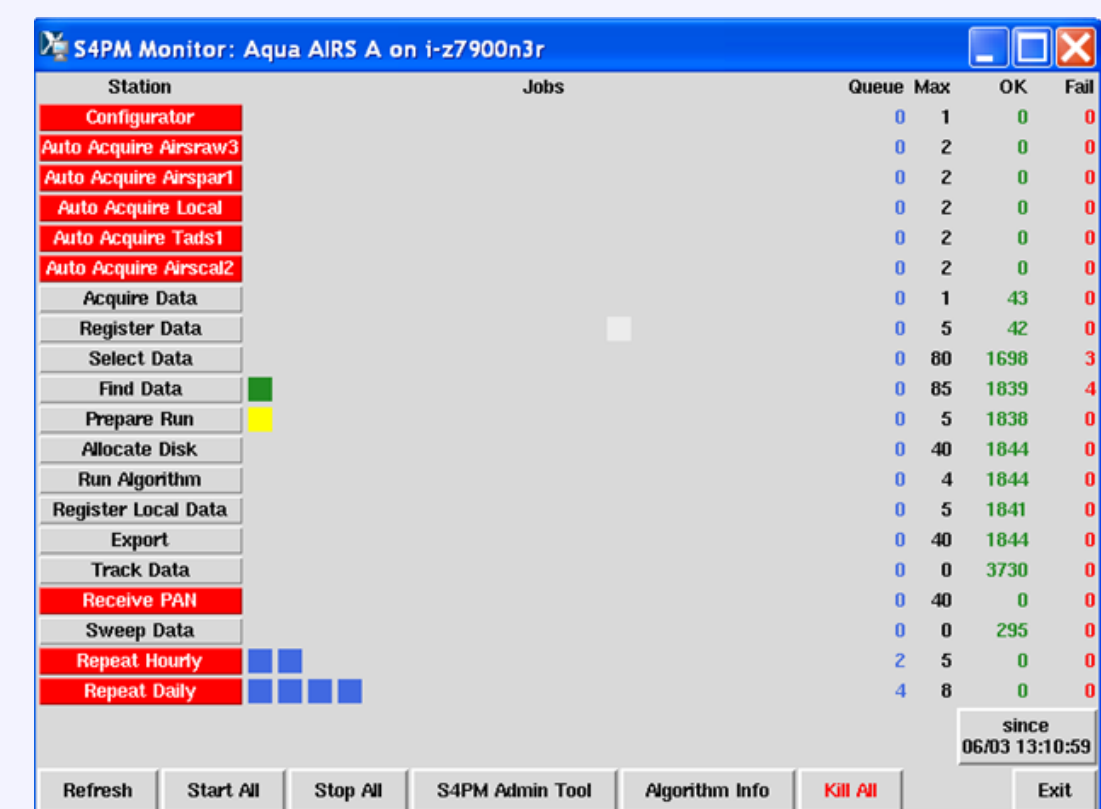 S4PM Monitor: Aqua AIRS A on i-z7900n3r
Station Jobs Queue Max OK Fail
Configurator 0 1 0 0
Auto Acquire Airsraw3 0 2 0 0
Auto Acquire Airspar1 0 2 0 0
Auto Acquire Local 0 2 0 0
Auto Acquire Tads1 0 2 0 0
Auto Acquire Airscal2 0 2 0 0
Acquire Data 0 1 43 0
Register Data 0 5 42 0
Select Data 0 80 1698 3
Find Data 0 85 1839 4
Prepare Run 0 5 1838 0
Allocate Disk 0 40 1844 0
Run Algorithm 0 4 1844 0
Register Local Data 0 5 1841 0
Export 0 40 1844 0
Track Data 0 0 3730 0
Receive PAN 0 40 0 0
Sweep Data 0 0 295 0
Repeat Hourly 2 5 0 0
Repeat Daily 4 8 0 0
since
06/03 13:10:59
Refresh Start All Stop All S4PM Admin Tool Algorithm Info Kill All Exit